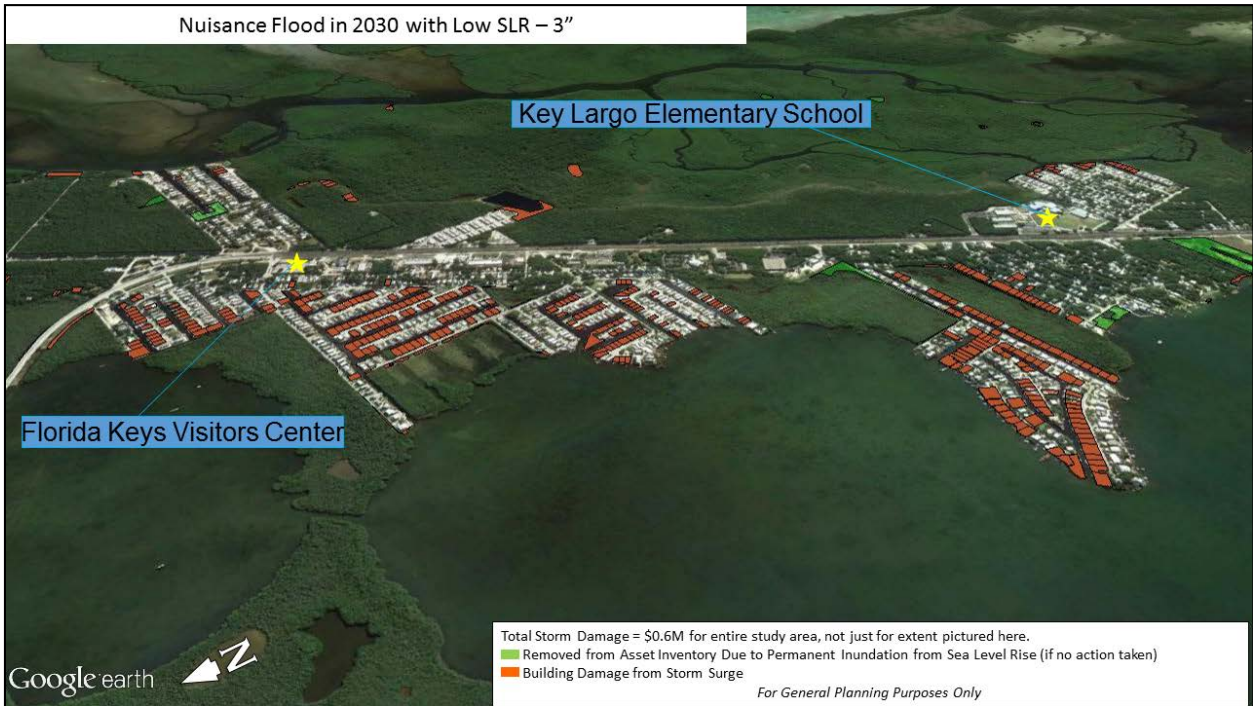 Nuisance Flood in 2030 with Low SLR – 3”
Key Largo Elementary School
Florida Keys Visitors Center
Total Storm Damage = $0.6M for entire study area, not just for extent pictured here.
Removed from Asset Inventory Due to Permanent Inundation from Sea Level Rise (if no action taken)
Building Damage from Storm Surge
For General Planning Purposes Only
Google earth
N